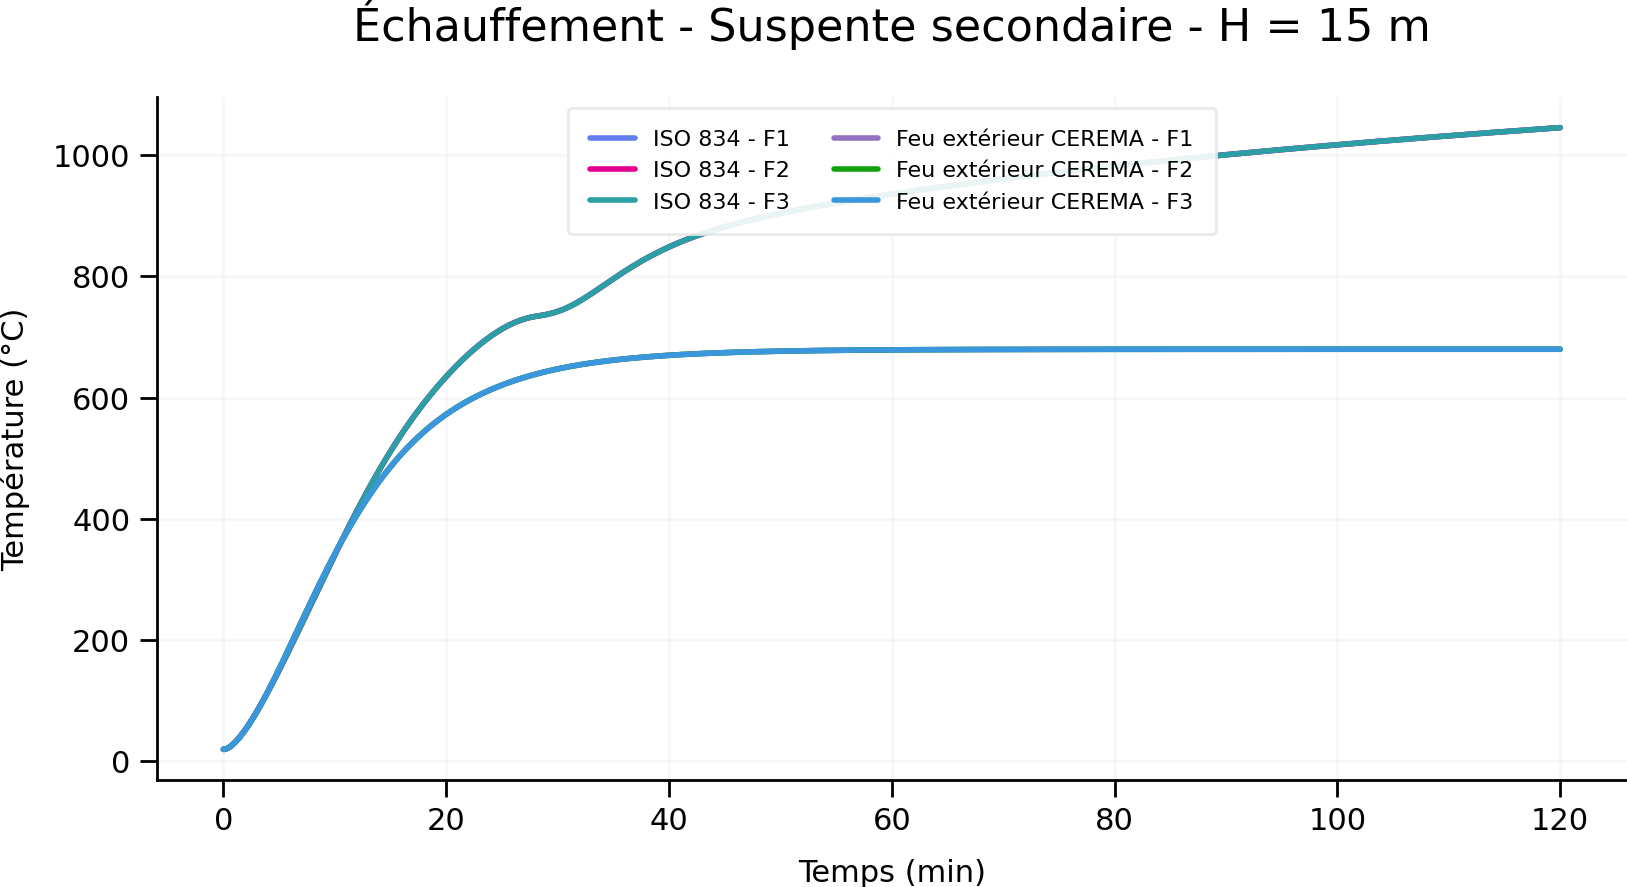 Échauffement - Suspente secondaire - H = 15 m
ISO 834 - F1
ISO 834 - F2
ISO 834 - F3
Feu extérieur CEREMA - F1
Feu extérieur CEREMA - F2
Feu extérieur CEREMA - F3
Température (°C)
1000
800
600
400
200
0
0 20 40 60 80 100 120
Temps (min)